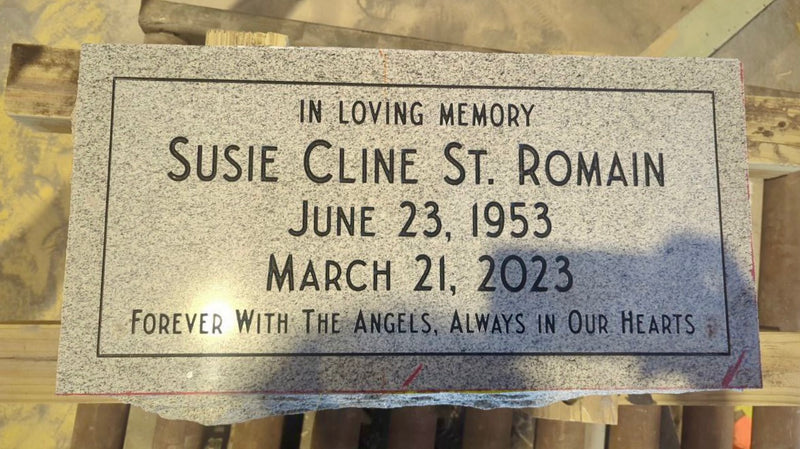 IN LOVING MEMORY
SUSIE CLINE ST. ROMAIN
JUNE 23, 1953
MARCH 21, 2023
FOREVER WITH THE ANGELS, ALWAYS IN OUR HEARTS